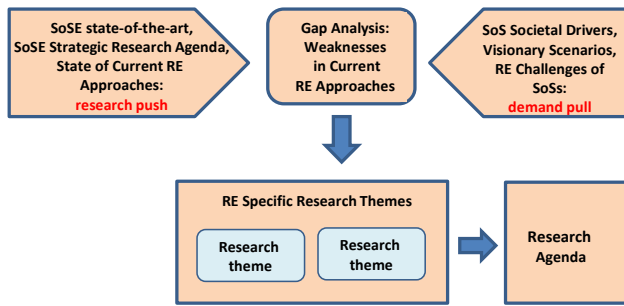 SoSE state-of-the-art,
SoSE Strategic Research Agenda,
State of Current RE
Approaches:
research push
Gap Analysis:
Weaknesses
in Current
RE Approaches
SoS Societal Drivers,
Visionary Scenarios,
RE Challenges of
SoSs:
demand pull
RE Specific Research Themes
Research
theme
Research
theme
Research
Agenda